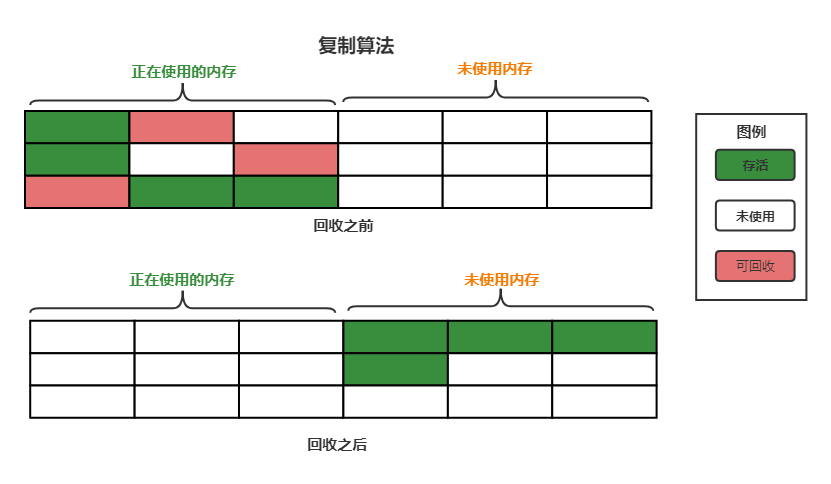 复制算法
正在使用的内存
未使用内存
回收之前
图例
存活
未使用
可回收
正在使用的内存
未使用内存
回收之后